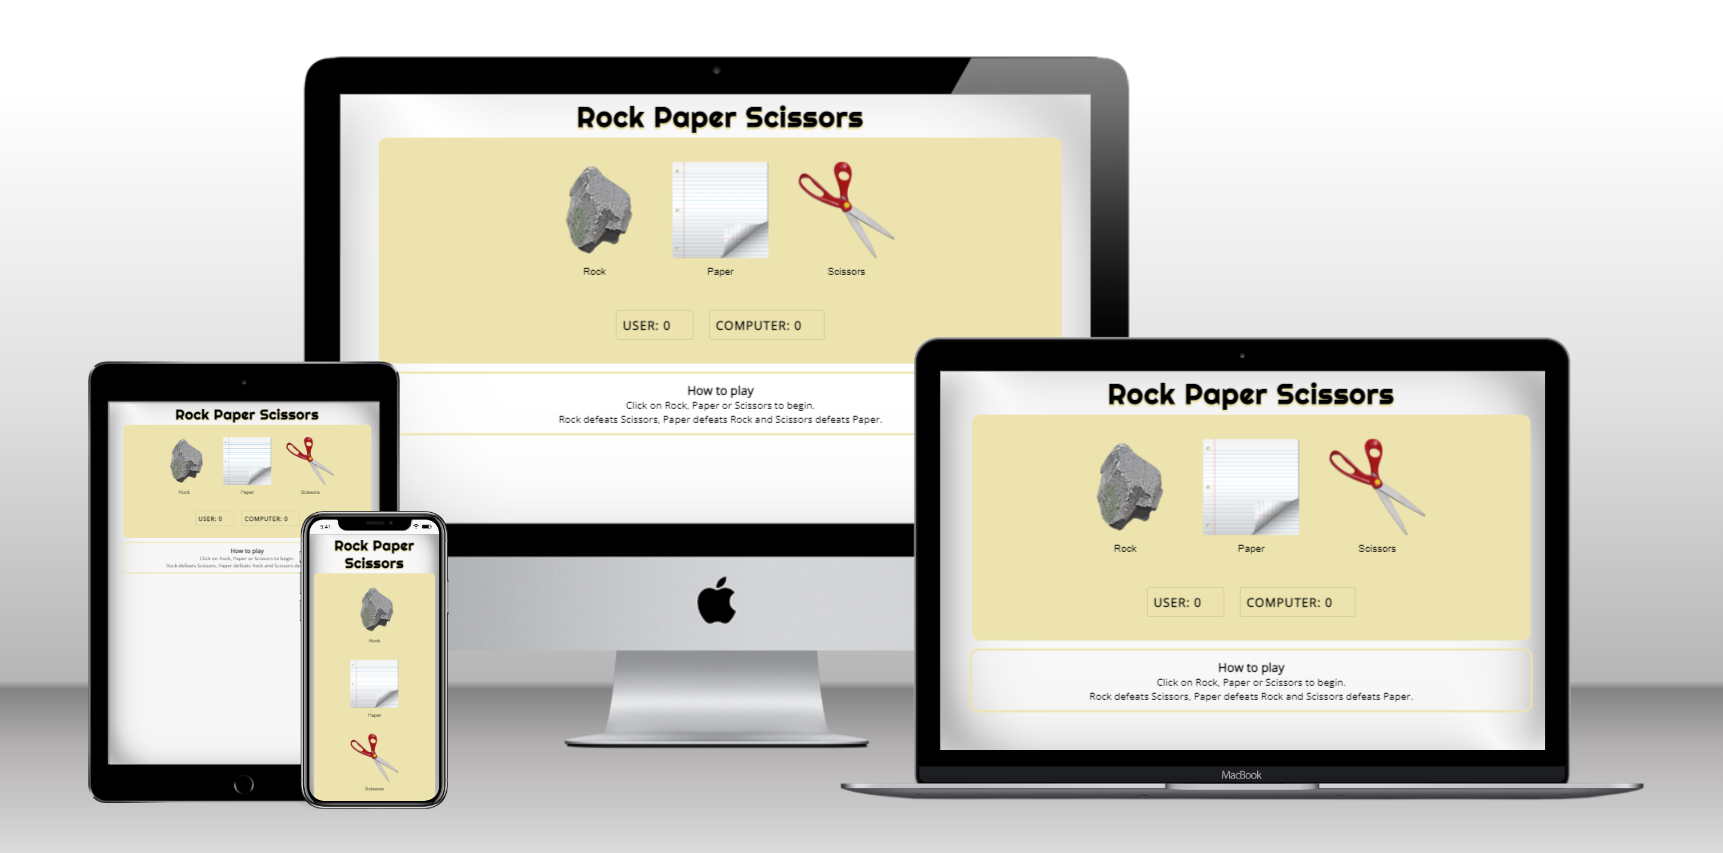 Rock Paper Scissors
Rock Paper Scissors
USER: 0 COMPUTER: 0
How to play
Click on Rock, Paper or Scissors to begin.
Rock defeats Scissors, Paper defeats Rock and Scissors defeats Paper.
Rock Paper Scissors
Rock Paper Scissors
USER: 0 COMPUTER: 0
How to play
Click on Rock, Paper or Scissors to begin.
Rock defeats Scissors, Paper defeats Rock and Scissors
9:41
Rock Paper
Scissors
Rock
Paper
Scissors
Rock Paper Scissors
Rock Paper Scissors
USER: 0 COMPUTER: 0
How to play
Click on Rock, Paper or Scissors to begin.
Rock defeats Scissors, Paper defeats Rock and Scissors defeats Paper.
MacBook